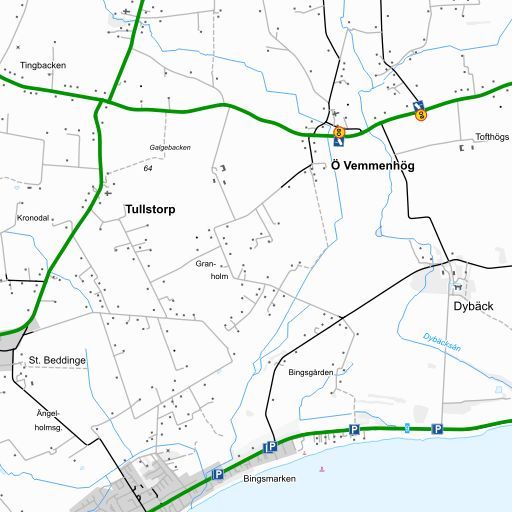 Tingbacken
Tofthögs
Galgebacken
64
Ö Vemmenhög
Tullstorp
Kronodal
Gran-
holm
Dybäck
Dybäcksån
St. Beddinge
Bingsgården
Ängel-
holmsg.
P
P
P
P
P
Bingsmarken